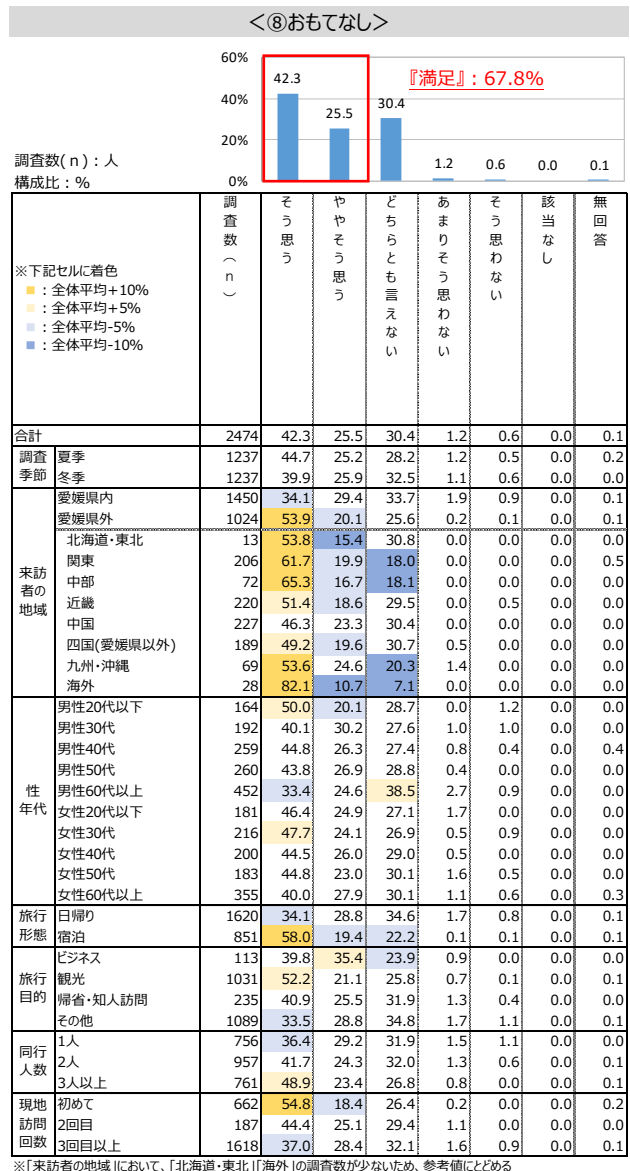 ＜⑧おもてなし＞
60%
40%
20%
0%
42.3
25.5
30.4
1.2
0.6
0.0
0.1
『満足』：67.8%
調査数(ｎ)：人
構成比：%
※下記セルに着色
■：全体平均+10%
■：全体平均+5%
■：全体平均-5%
■：全体平均-10%
調査数（ｎ） そう思う ややそう思う どちらとも言えない あまりそう思わない そう思わない 該当なし 無回答
合計 2474 42.3 25.5 30.4 1.2 0.6 0.0 0.1
調査季節
夏季 1237 44.7 25.2 28.2 1.2 0.5 0.0 0.2
冬季 1237 39.9 25.9 32.5 1.1 0.6 0.0 0.0
来訪者の地域
愛媛県内 1450 34.1 29.4 33.7 1.9 0.9 0.0 0.1
愛媛県外 1024 53.9 20.1 25.6 0.2 0.1 0.0 0.1
北海道・東北 13 53.8 15.4 30.8 0.0 0.0 0.0 0.0
関東 206 61.7 19.9 18.0 0.0 0.0 0.0 0.5
中部 72 65.3 16.7 18.1 0.0 0.0 0.0 0.0
近畿 220 51.4 18.6 29.5 0.0 0.5 0.0 0.0
中国 227 46.3 23.3 30.4 0.0 0.0 0.0 0.0
四国(愛媛県以外) 189 49.2 19.6 30.7 0.5 0.0 0.0 0.0
九州・沖縄 69 53.6 24.6 20.3 1.4 0.0 0.0 0.0
海外 28 82.1 10.7 7.1 0.0 0.0 0.0 0.0
性年代
男性20代以下 164 50.0 20.1 28.7 0.0 1.2 0.0 0.0
男性30代 192 40.1 30.2 27.6 1.0 1.0 0.0 0.0
男性40代 259 44.8 26.3 27.4 0.8 0.4 0.0 0.4
男性50代 260 43.8 26.9 28.8 0.4 0.0 0.0 0.0
男性60代以上 452 33.4 24.6 38.5 2.7 0.9 0.0 0.0
女性20代以下 181 46.4 24.9 27.1 1.7 0.0 0.0 0.0
女性30代 216 47.7 24.1 26.9 0.5 0.9 0.0 0.0
女性40代 200 44.5 26.0 29.0 0.5 0.0 0.0 0.0
女性50代 183 44.8 23.0 30.1 1.6 0.5 0.0 0.0
女性60代以上 355 40.0 27.9 30.1 1.1 0.6 0.0 0.3
旅行形態
日帰り 1620 34.1 28.8 34.6 1.7 0.8 0.0 0.1
宿泊 851 58.0 19.4 22.2 0.1 0.1 0.0 0.1
旅行目的
ビジネス 113 39.8 35.4 23.9 0.9 0.0 0.0 0.0
観光 1031 52.2 21.1 25.8 0.7 0.1 0.0 0.1
帰省・知人訪問 235 40.9 25.5 31.9 1.3 0.4 0.0 0.0
その他 1089 33.5 28.8 34.8 1.7 1.1 0.0 0.1
同行人数
1人 756 36.4 29.2 31.9 1.5 1.1 0.0 0.0
2人 957 41.7 24.3 32.0 1.3 0.6 0.0 0.1
3人以上 761 48.9 23.4 26.8 0.8 0.0 0.0 0.1
現地訪問回数
初めて 662 54.8 18.4 26.4 0.2 0.0 0.0 0.2
2回目 187 44.4 25.1 29.4 1.1 0.0 0.0 0.0
3回目以上 1618 37.0 28.4 32.1 1.6 0.9 0.0 0.1
※「来訪者の地域」において、「北海道・東北」「海外」の調査数が少ないため、参考値にとどめる